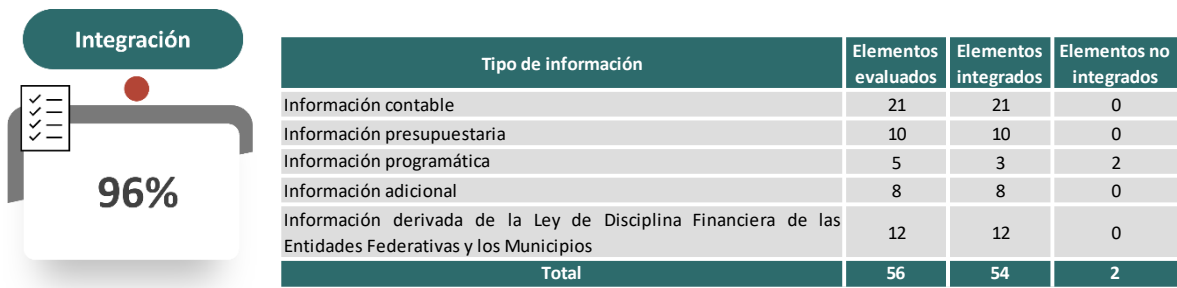 Integración
96%
Tipo de información Elementos evaluados Elementos integrados Elementos no integrados
Información contable 21 21 0
Información presupuestaria 10 10 0
Información programática 5 3 2
Información adicional 8 8 0
Información derivada de la Ley de Disciplina Financiera de las
Entidades Federativas y los Municipios 12 12 0
Total 56 54 2